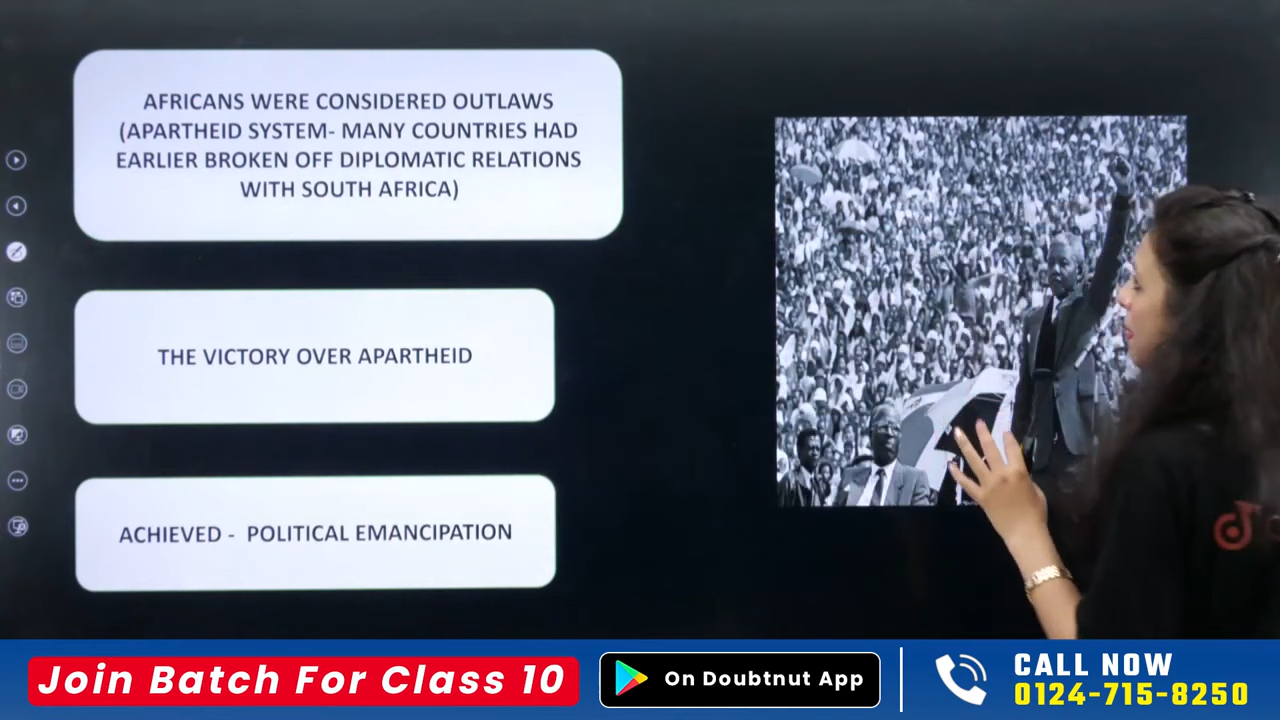 AFRICANS WERE CONSIDERED OUTLAWS
(APARTHEID SYSTEM- MANY COUNTRIES HAD
EARLIER BROKEN OFF DIPLOMATIC RELATIONS
WITH SOUTH AFRICA)
THE VICTORY OVER APARTHEID
ACHIEVED - POLITICAL EMANCIPATION
Join Batch For Class 10
On Doubtnut App
CALL NOW
0124-715-8250